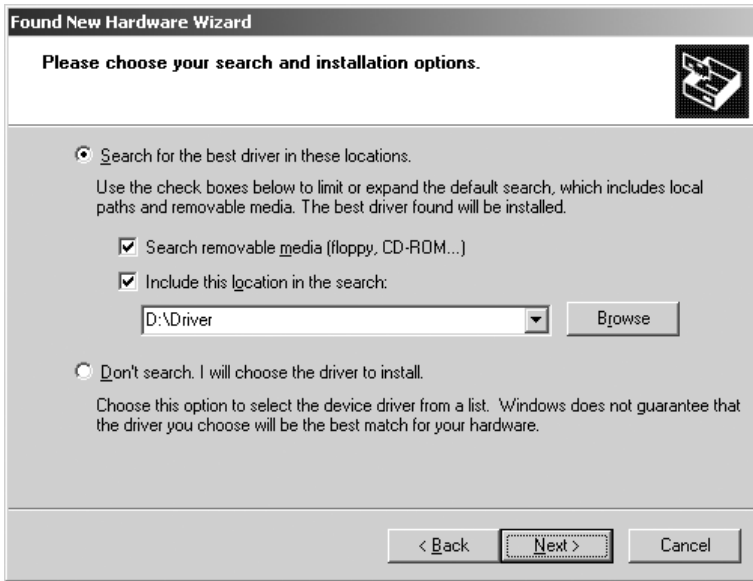 Found New Hardware Wizard
Please choose your search and installation options.
Search for the best driver in these locations.
Use the check boxes below to limit or expand the default search, which includes local
paths and removable media. The best driver found will be installed.
Search removable media (floppy, CD-ROM...)
Include this location in the search:
D:\Driver
Browse
Don't search. I will choose the driver to install.
Choose this option to select the device driver from a list.  Windows does not guarantee that
the driver you choose will be the best match for your hardware.
< Back
Next >
Cancel